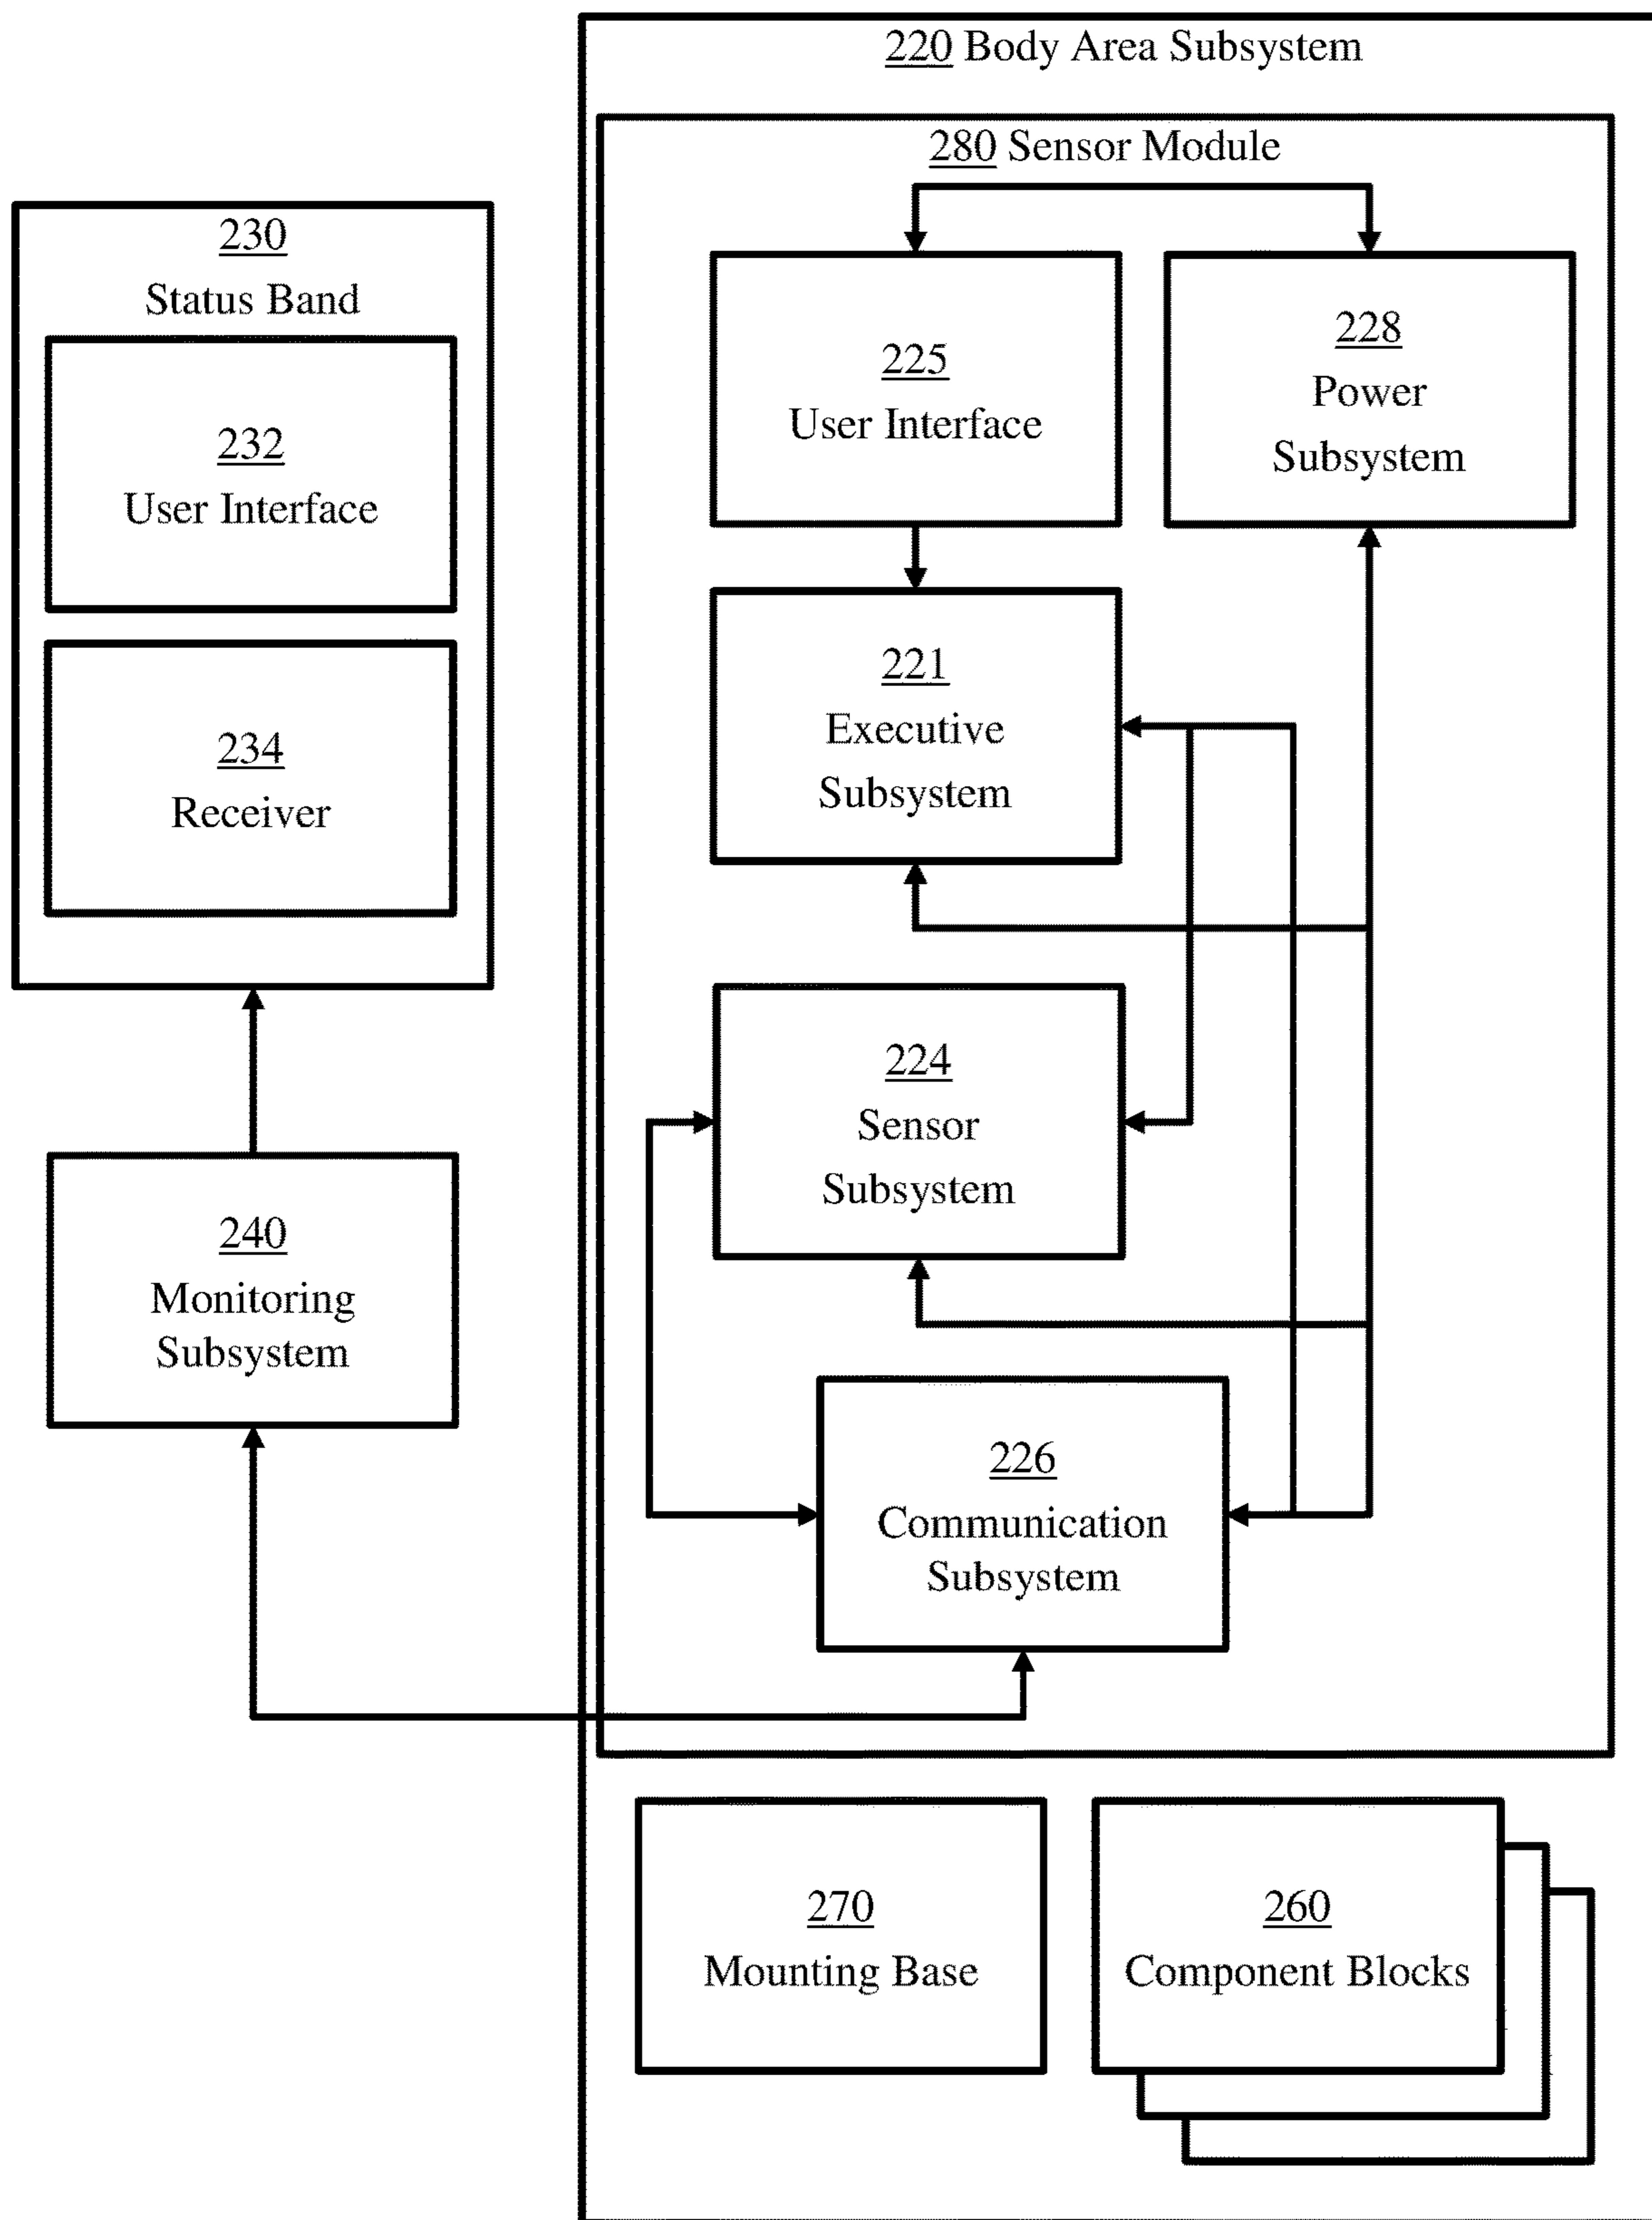 220 Body Area Subsystem
280 Sensor Module
230
Status Band
232
User Interface
234
Receiver
240
Monitoring
Subsystem
225
User Interface
228
Power
Subsystem
221
Executive
Subsystem
224
Sensor
Subsystem
226
Communication
Subsystem
270
Mounting Base
260
Component Blocks